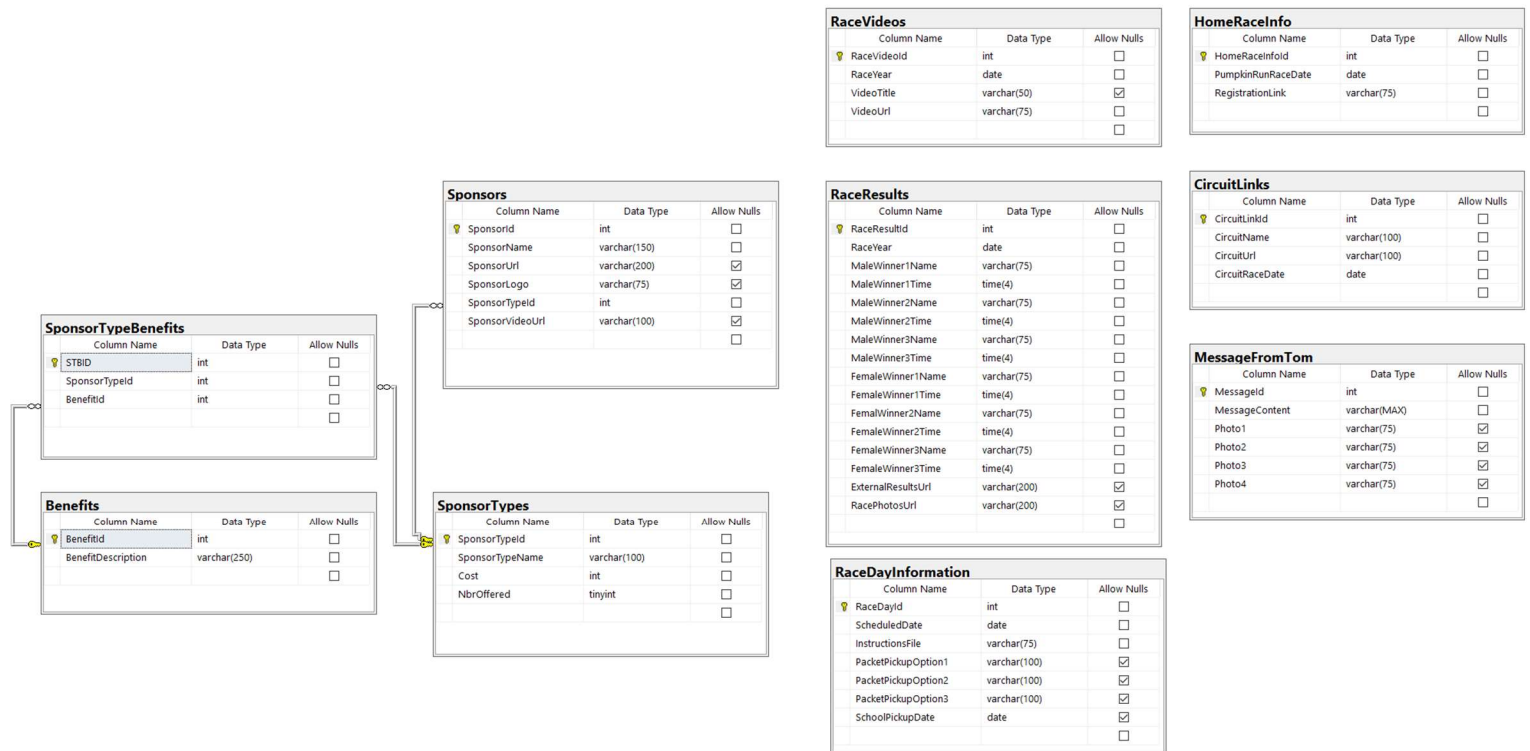 RaceVideos
Column Name Data Type Allow Nulls
RaceVideoId int
RaceYear date
VideoTitle varchar(50)
VideoUrl varchar(75)
HomeRaceInfo
Column Name Data Type Allow Nulls
HomeRaceInfoId int
PumpkinRunRaceDate date
RegistrationLink varchar(75)
Sponsors
Column Name Data Type Allow Nulls
SponsorId int
SponsorName varchar(150)
SponsorUrl varchar(200)
SponsorLogo varchar(75)
SponsorTypeId int
SponsorVideoUrl varchar(100)
RaceResults
Column Name Data Type Allow Nulls
RaceResultId int
RaceYear date
MaleWinner1Name varchar(75)
MaleWinner1Time time(4)
MaleWinner2Name varchar(75)
MaleWinner2Time time(4)
MaleWinner3Name varchar(75)
MaleWinner3Time time(4)
FemaleWinner1Name varchar(75)
FemaleWinner1Time time(4)
FemalWinner2Name varchar(75)
FemaleWinner2Time time(4)
FemaleWinner3Name varchar(75)
FemaleWinner3Time time(4)
ExternalResultsUrl varchar(200)
RacePhotosUrl varchar(200)
CircuitLinks
Column Name Data Type Allow Nulls
CircuitLinkId int
CircuitName varchar(100)
CircuitUrl varchar(100)
CircuitRaceDate date
SponsorTypeBenefits
Column Name Data Type Allow Nulls
STBID int
SponsorTypeId int
BenefitId int
MessageFromTom
Column Name Data Type Allow Nulls
MessageId int
MessageContent varchar(MAX)
Photo1 varchar(75)
Photo2 varchar(75)
Photo3 varchar(75)
Photo4 varchar(75)
Benefits
Column Name Data Type Allow Nulls
BenefitId int
BenefitDescription varchar(250)
SponsorTypes
Column Name Data Type Allow Nulls
SponsorTypeId int
SponsorTypeName varchar(100)
Cost int
NbrOffered tinyint
RaceDayInformation
Column Name Data Type Allow Nulls
RaceDayId int
ScheduledDate date
InstructionsFile varchar(75)
PacketPickupOption1 varchar(100)
PacketPickupOption2 varchar(100)
PacketPickupOption3 varchar(100)
SchoolPickupDate date